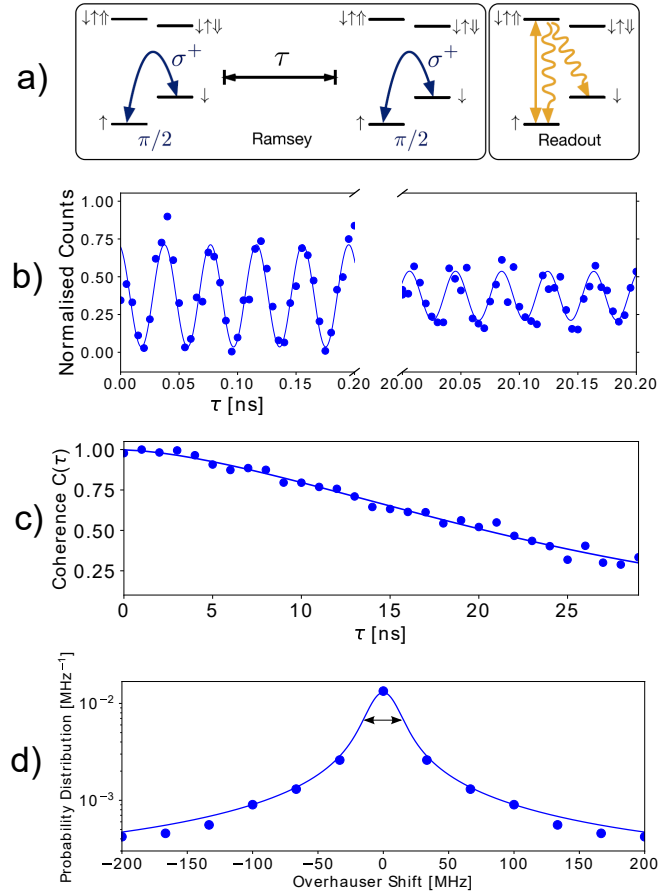 a)
↓↑⇑ ↓↑⇓ ↓↑⇑ ↓↑⇓ ↓↑⇑ ↓↑⇓
σ⁺ τ σ⁺
↑ ↓ ↑ ↓ ↑ ↓
π/2 Ramsey π/2 Readout
b)
Normalised Counts
1.00
0.75
0.50
0.25
0.00
0.00 0.05 0.10 0.15 0.20 20.00 20.05 20.10 20.15 20.20
τ [ns]
c)
Coherence C(τ)
1.00
0.75
0.50
0.25
0 5 10 15 20 25
τ [ns]
d)
Probability Distribution [MHz⁻¹]
10⁻²
10⁻³
−200 −150 −100 −50 0 50 100 150 200
Overhauser Shift [MHz]